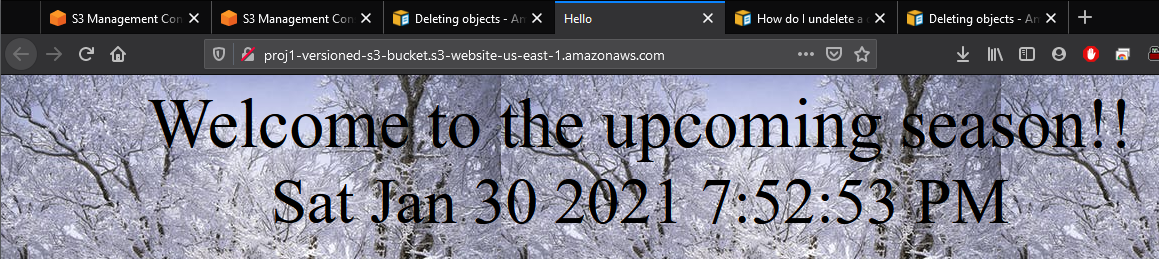 S3 Management Con
S3 Management Con
Deleting objects - Am
Hello
How do I undelete a
Deleting objects - Am
proj1-versioned-s3-bucket.s3-website-us-east-1.amazonaws.com
Welcome to the upcoming season!!
Sat Jan 30 2021 7:52:53 PM